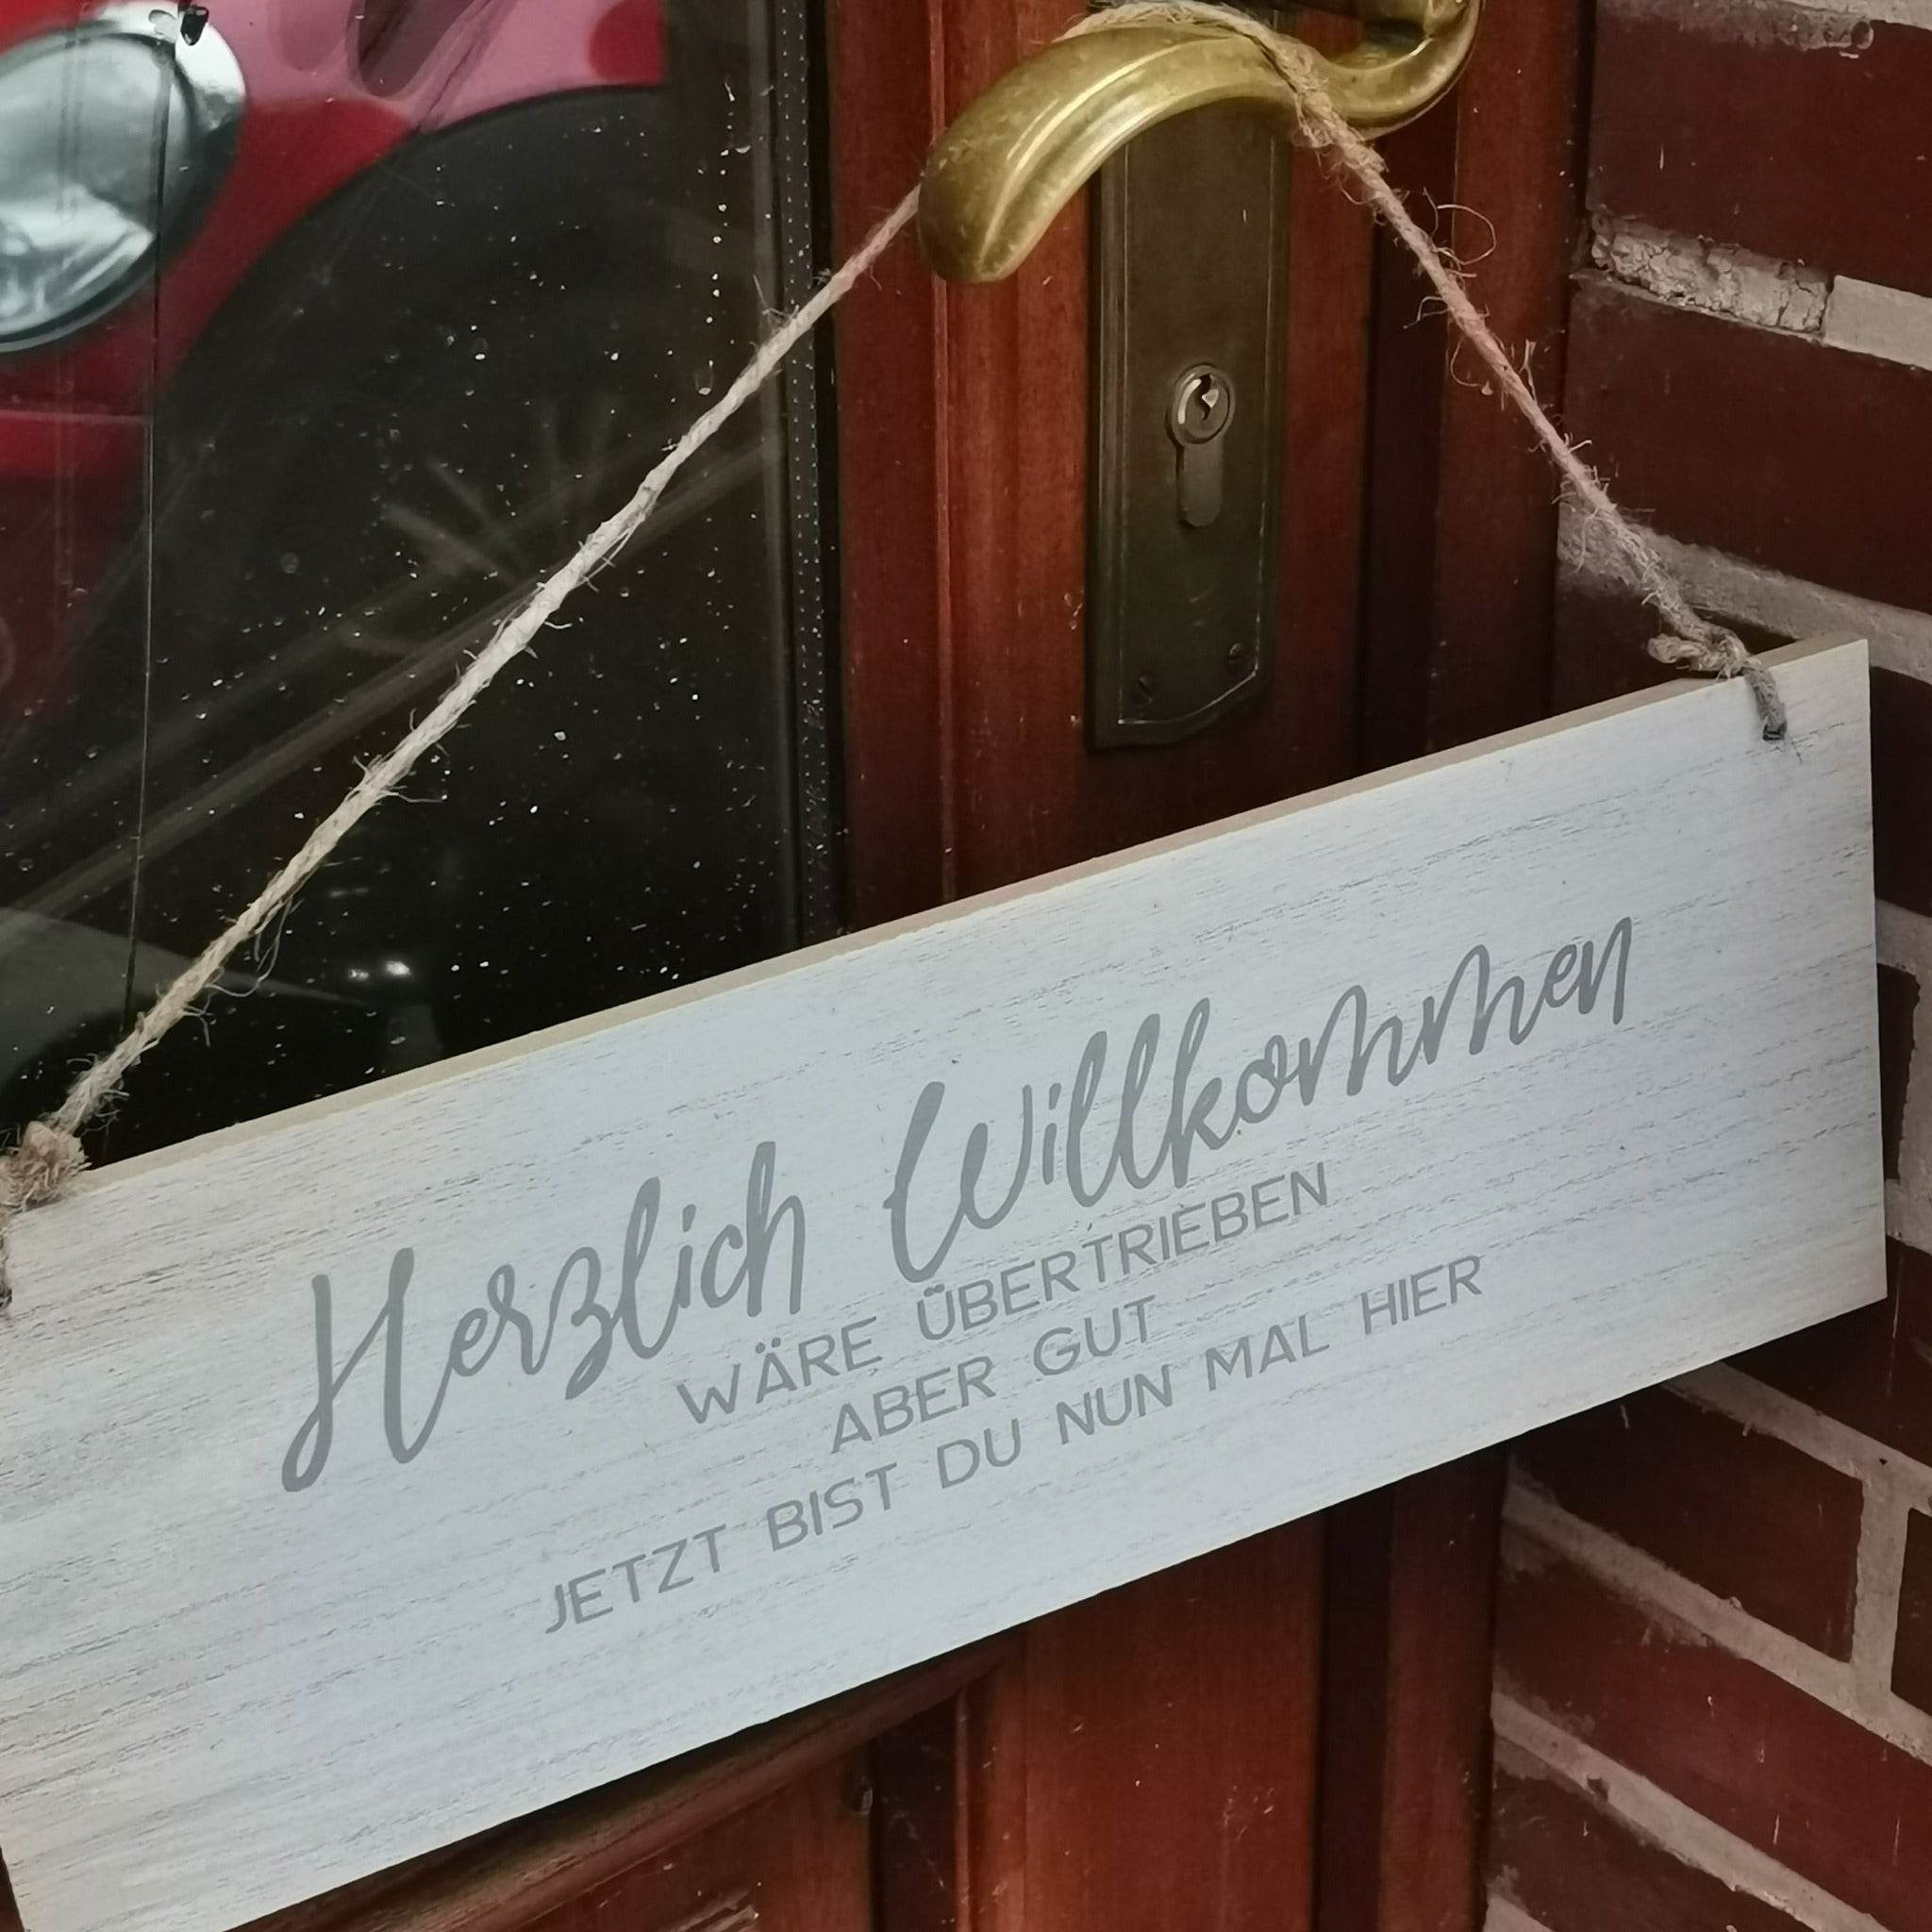 Herzlich Willkommen
WÄRE ÜBERTRIEBEN
ABER GUT
JETZT BIST DU NUN MAL HIER